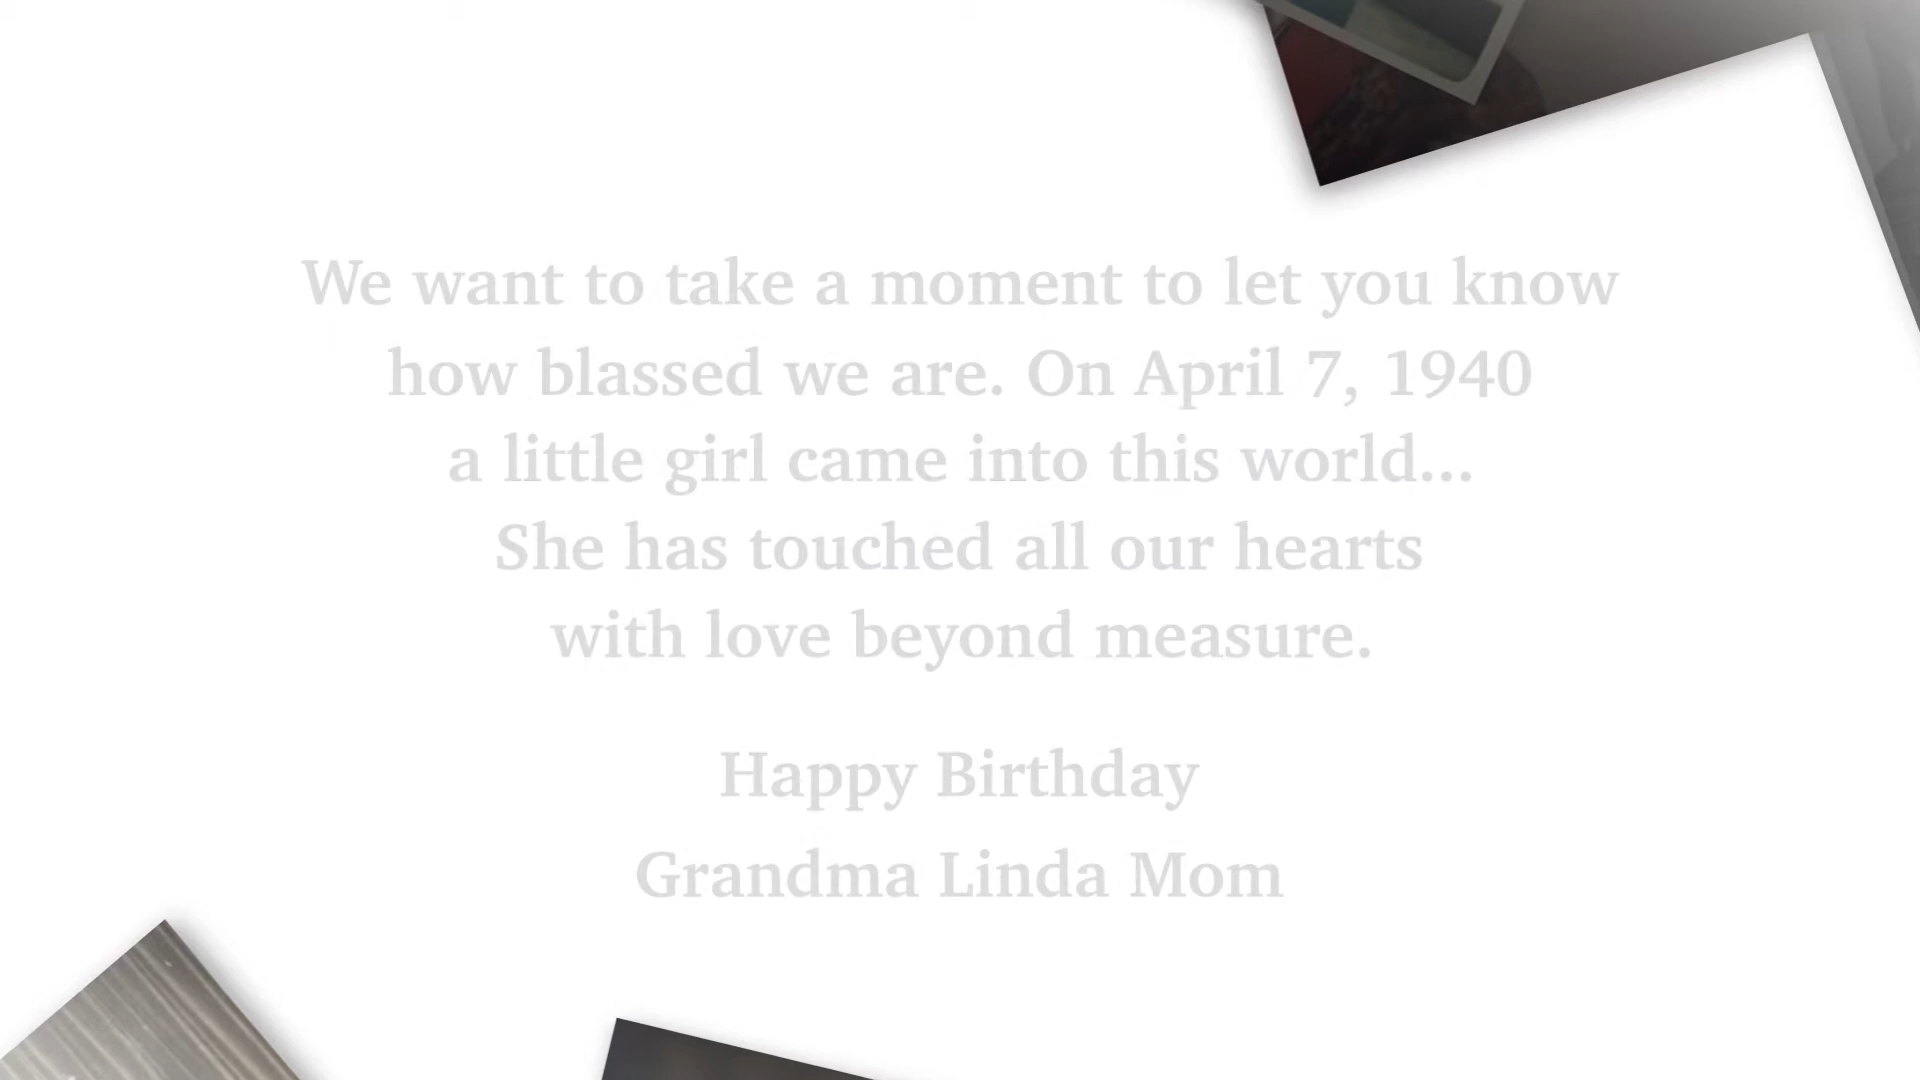 We want to take a moment to let you know
how blassed we are. On April 7, 1940
a little girl came into this world...
She has touched all our hearts
with love beyond measure.
Happy Birthday
Grandma Linda Mom